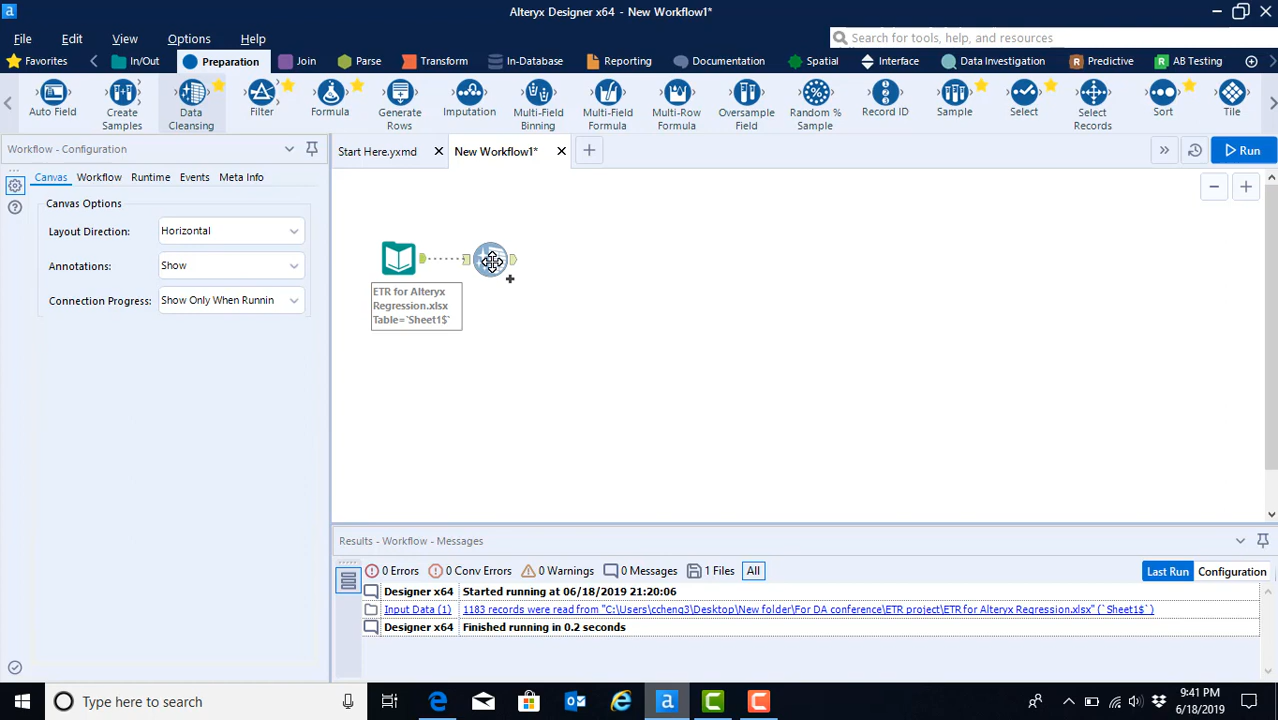 Alteryx Designer x64 - New Workflow1*
File Edit View Options Help
Search for tools, help, and resources
Favorites In/Out Preparation Join Parse Transform In-Database Reporting Documentation Spatial Interface Data Investigation Predictive AB Testing
Auto Field
Create
Samples
Data
Cleansing
Filter
Formula
Generate
Rows
Imputation
Multi-Field
Binning
Multi-Field
Formula
Multi-Row
Formula
Oversample
Field
Random %
Sample
Record ID
Sample
Select
Select
Records
Sort
Tile
Workflow - Configuration
Start Here.yxmd
New Workflow1*
Run
Canvas Workflow Runtime Events Meta Info
Canvas Options
Layout Direction: Horizontal
Annotations: Show
Connection Progress: Show Only When Runnin
ETR for Alteryx
Regression.xlsx
Table=`Sheet1$`
Results - Workflow - Messages
0 Errors 0 Conv Errors 0 Warnings 0 Messages 1 Files All Last Run Configuration
Designer x64 Started running at 06/18/2019 21:20:06
Input Data (1) 1183 records were read from "C:\Users\ccheng3\Desktop\New folder\For DA conference\ETR project\ETR for Alteryx Regression.xlsx" (`Sheet1$`)
Designer x64 Finished running in 0.2 seconds
Type here to search
9:41 PM
6/18/2019